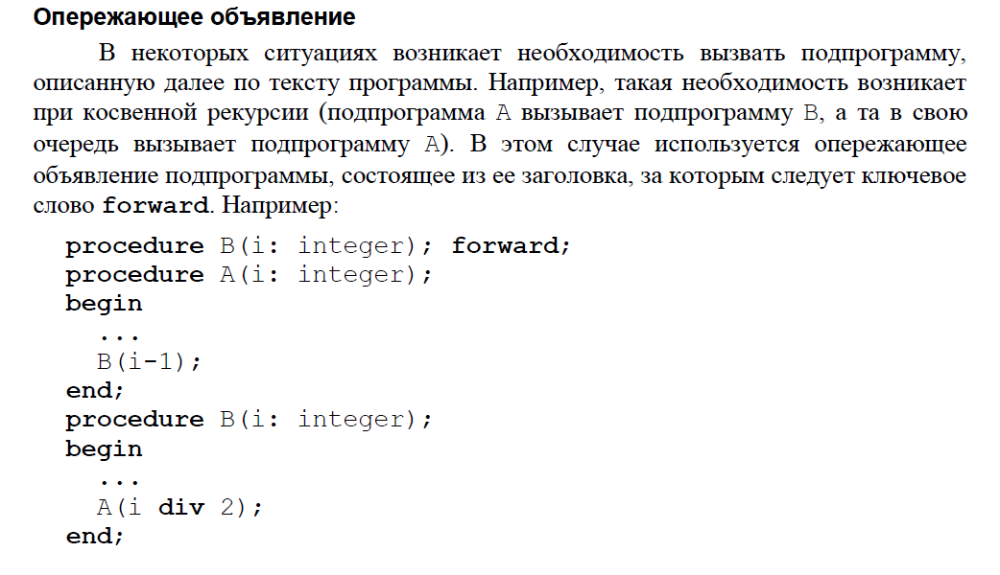 Опережающее объявление
В некоторых ситуациях возникает необходимость вызвать подпрограмму,
описанную далее по тексту программы. Например, такая необходимость возникает
при косвенной рекурсии (подпрограмма A вызывает подпрограмму B, а та в свою
очередь вызывает подпрограмму A). В этом случае используется опережающее
объявление подпрограммы, состоящее из ее заголовка, за которым следует ключевое
слово forward. Например:
procedure B(i: integer); forward;
procedure A(i: integer);
begin
...
B(i-1);
end;
procedure B(i: integer);
begin
...
A(i div 2);
end;